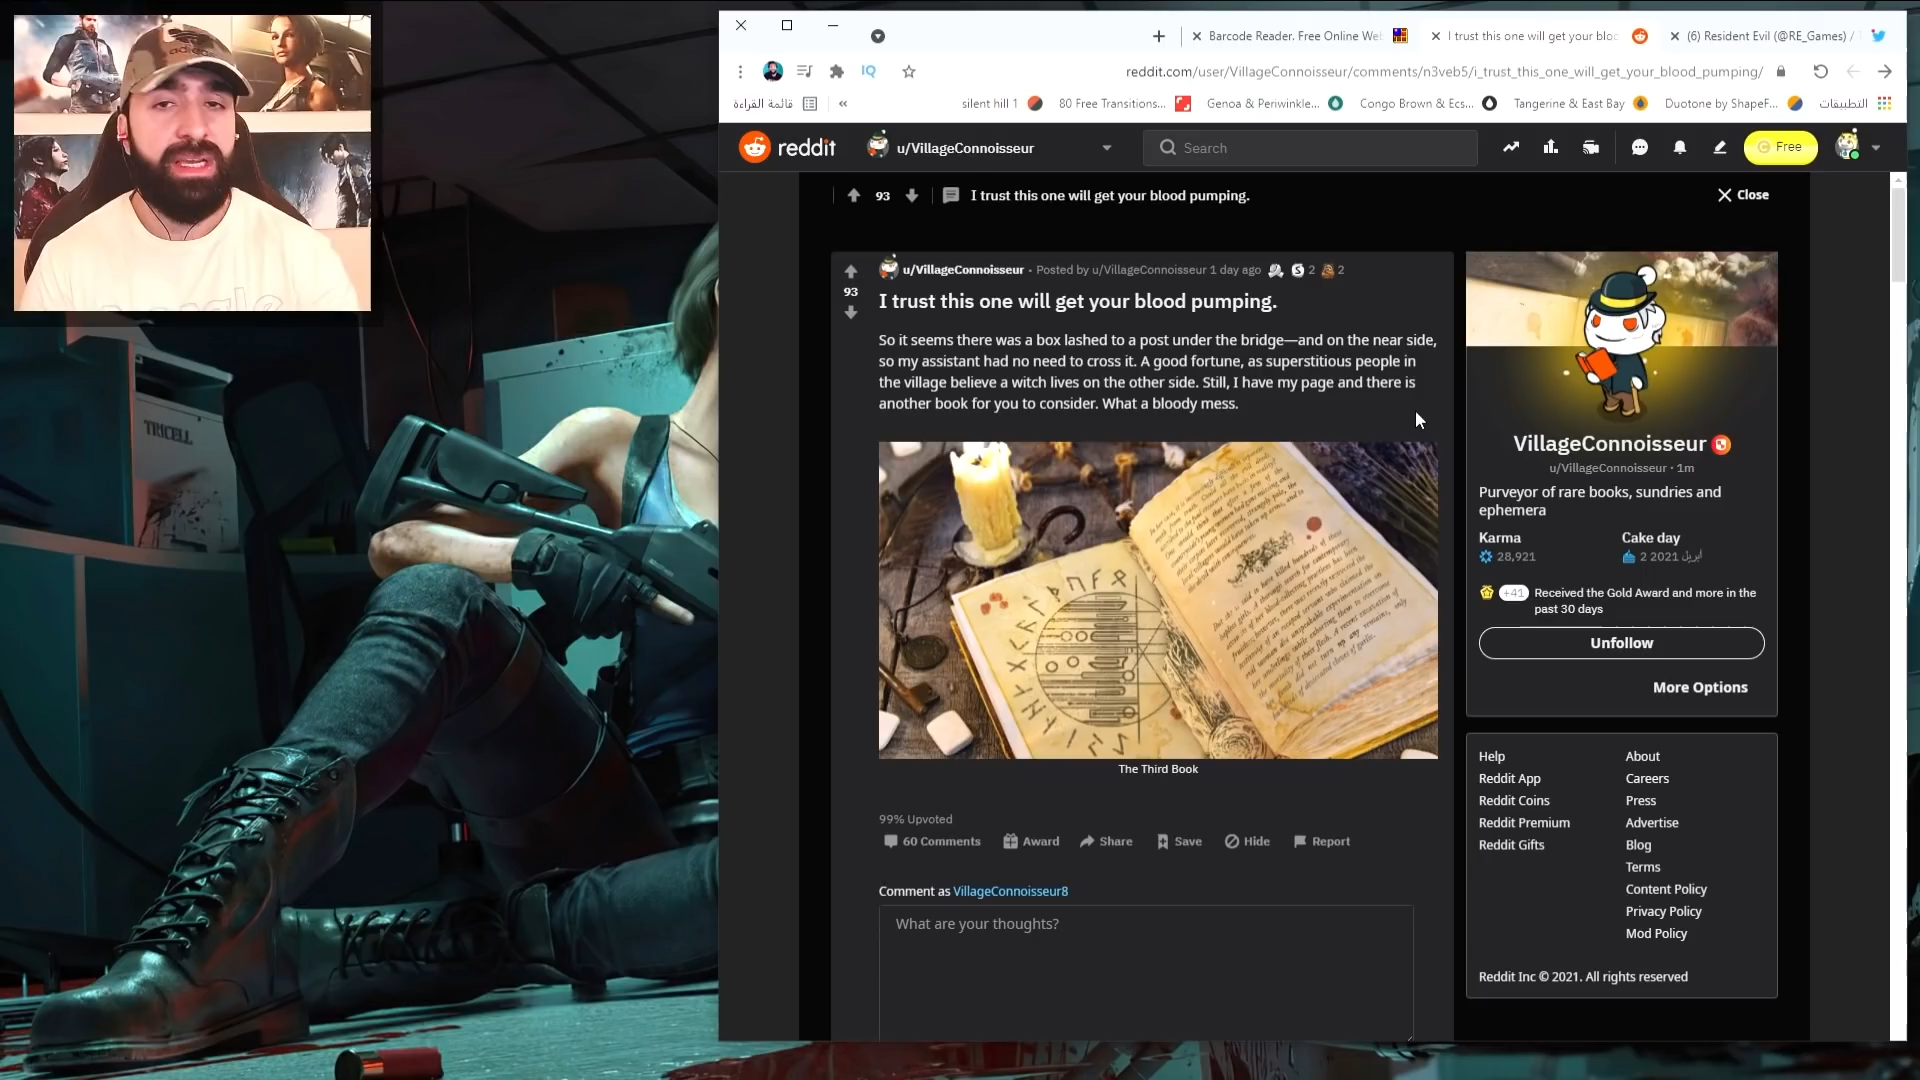 adidas
TRICELL
Barcode Reader. Free Online We
I trust this one will get your bloo
(6) Resident Evil (@RE_Games) /
IQ
reddit.com/user/VillageConnoisseur/comments/n3veb5/i_trust_this_one_will_get_your_blood_pumping/
قائمة القراءة
«
silent hill 1
80 Free Transitions...
Genoa & Periwinkle...
Congo Brown & Ecs...
Tangerine & East Bay
Duotone by ShapeF...
التطبيقات
reddit
u/VillageConnoisseur
Search
Free
93
I trust this one will get your blood pumping.
Close
u/VillageConnoisseur · Posted by u/VillageConnoisseur 1 day ago 2 2
93
I trust this one will get your blood pumping.
So it seems there was a box lashed to a post under the bridge—and on the near side,
so my assistant had no need to cross it. A good fortune, as superstitious people in
the village believe a witch lives on the other side. Still, I have my page and there is
another book for you to consider. What a bloody mess.
The Third Book
99% Upvoted
60 Comments
Award
Share
Save
Hide
Report
Comment as VillageConnoisseur8
What are your thoughts?
VillageConnoisseur
u/VillageConnoisseur · 1m
Purveyor of rare books, sundries and
ephemera
Karma
Cake day
28,921
2 2021 أبريل
+41 Received the Gold Award and more in the
past 30 days
Unfollow
More Options
Help
About
Reddit App
Careers
Reddit Coins
Press
Reddit Premium
Advertise
Reddit Gifts
Blog
Terms
Content Policy
Privacy Policy
Mod Policy
Reddit Inc © 2021. All rights reserved